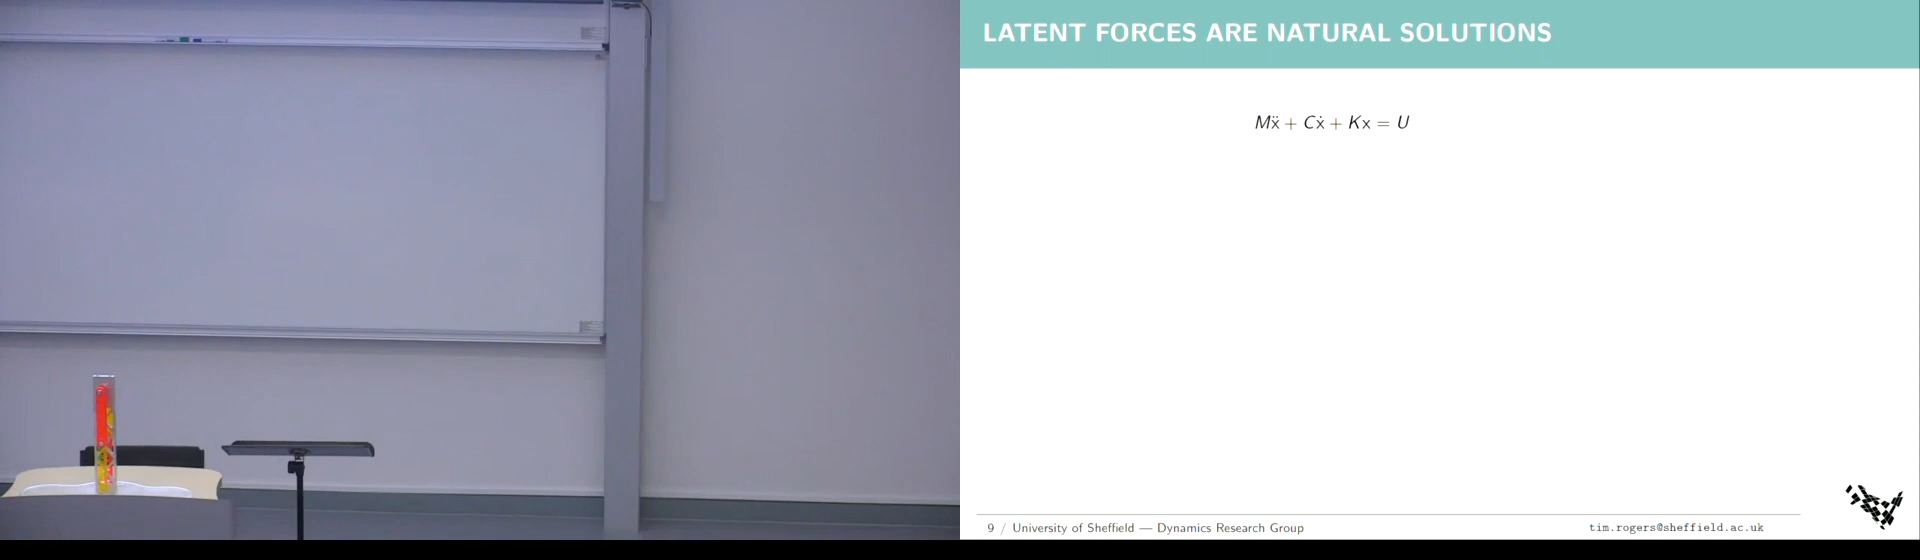 LATENT FORCES ARE NATURAL SOLUTIONS
Mẍ + Cẋ + Kx = U
9 / University of Sheffield — Dynamics Research Group
tim.rogers@sheffield.ac.uk